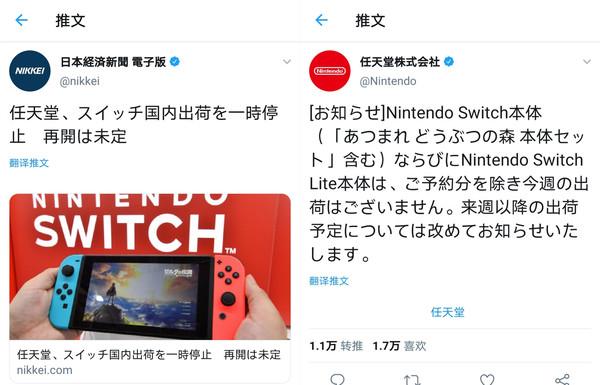 推文
NIKKEI
日本経済新聞 電子版
@nikkei
任天堂、スイッチ国内出荷を一時停
止　再開は未定
翻译推文
NINTENDO
SWITCH™
任天堂、スイッチ国内出荷を一時停止　再開は未定
nikkei.com
推文
Nintendo
任天堂株式会社
@Nintendo
[お知らせ]Nintendo Switch本体
（「あつまれ どうぶつの森 本体セッ
ト」含む）ならびにNintendo Switch
Lite本体は、ご予約分を除き今週の出
荷はございません。来週以降の出荷
予定については改めてお知らせいた
します。
翻译推文
任天堂
1.1万 转推 1.7万 喜欢